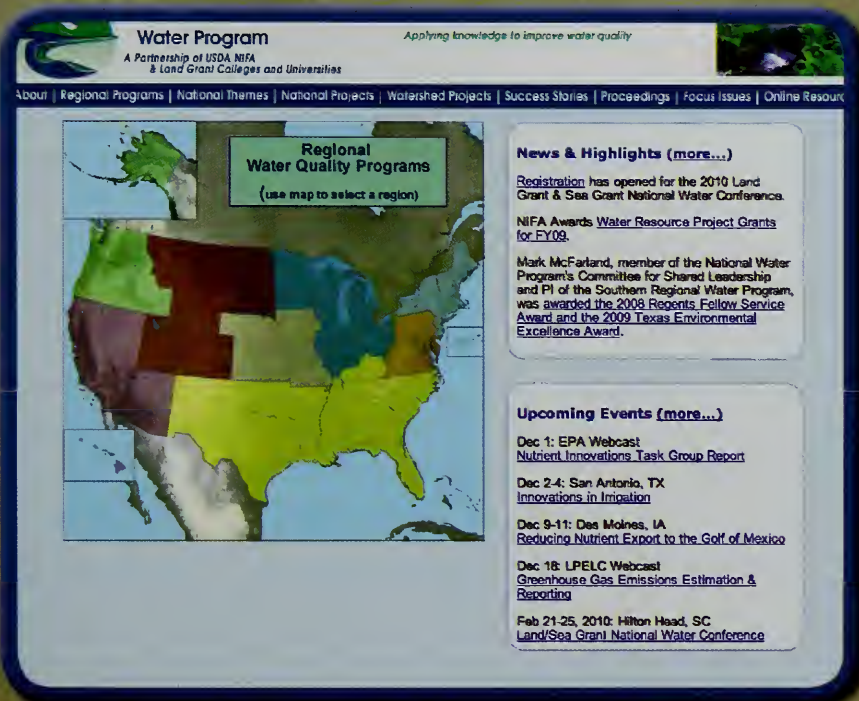 Water Program
A Partnership of USDA NIFA
& Land Grant Colleges and Universities
Applying knowledge to improve water quality
About | Regional Programs | National Themes | National Projects | Watershed Projects | Success Stories | Proceedings | Focus Issues | Online Resourc
Regional
Water Quality Programs
(use map to select a region)
News & Highlights (more...)
Registration has opened for the 2010 Land
Grant & Sea Grant National Water Conference.
NIFA Awards Water Resource Project Grants
for FY09.
Mark McFarland, member of the National Water
Program's Committee for Shared Leadership
and PI of the Southern Regional Water Program,
was awarded the 2008 Regents Fellow Service
Award and the 2009 Texas Environmental
Excellence Award.
Upcoming Events (more...)
Dec 1: EPA Webcast
Nutrient Innovations Task Group Report
Dec 2-4: San Antonio, TX
Innovations in Irrigation
Dec 9-11: Des Moines, IA
Reducing Nutrient Export to the Golf of Mexico
Dec 18: LPELC Webcast
Greenhouse Gas Emissions Estimation &
Reporting
Feb 21-25, 2010: Hilton Head, SC
Land/Sea Grant National Water Conference